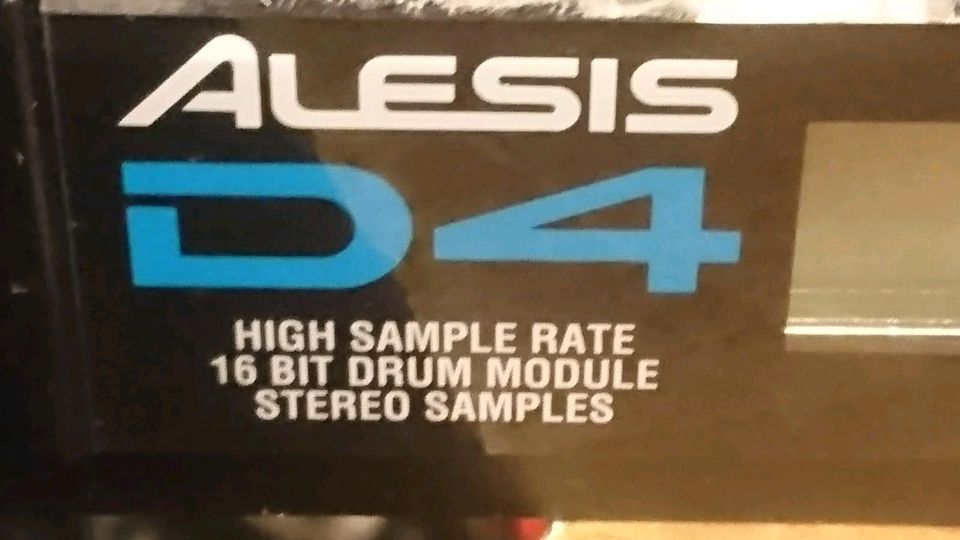 ALESIS
D4
HIGH SAMPLE RATE
16 BIT DRUM MODULE
STEREO SAMPLES